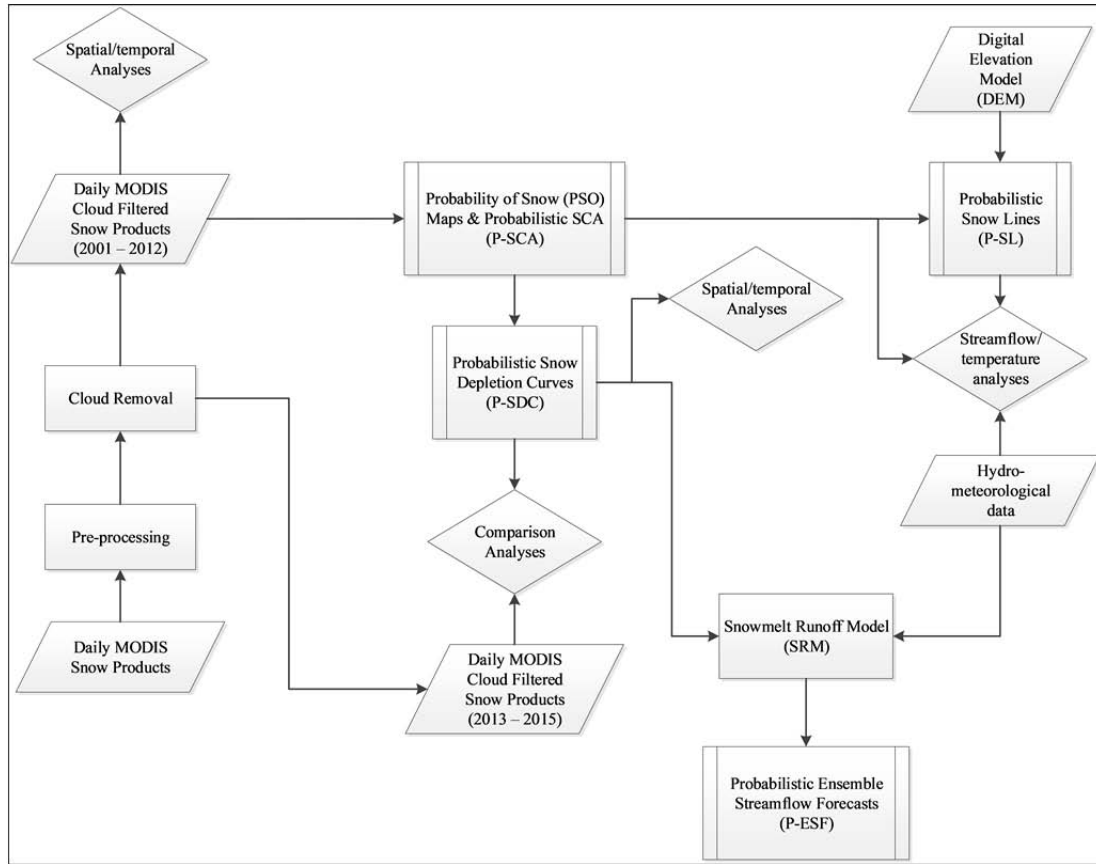 Spatial/temporal
Analyses
Digital
Elevation
Model
(DEM)
Daily MODIS
Cloud Filtered
Snow Products
(2001 – 2012)
Probability of Snow (PSO)
Maps & Probabilistic SCA
(P-SCA)
Probabilistic
Snow Lines
(P-SL)
Spatial/temporal
Analyses
Streamflow/
temperature
analyses
Probabilistic Snow
Depletion Curves
(P-SDC)
Cloud Removal
Hydro-
meteorological
data
Comparison
Analyses
Pre-processing
Snowmelt Runoff Model
(SRM)
Daily MODIS
Snow Products
Daily MODIS
Cloud Filtered
Snow Products
(2013 – 2015)
Probabilistic Ensemble
Streamflow Forecasts
(P-ESF)